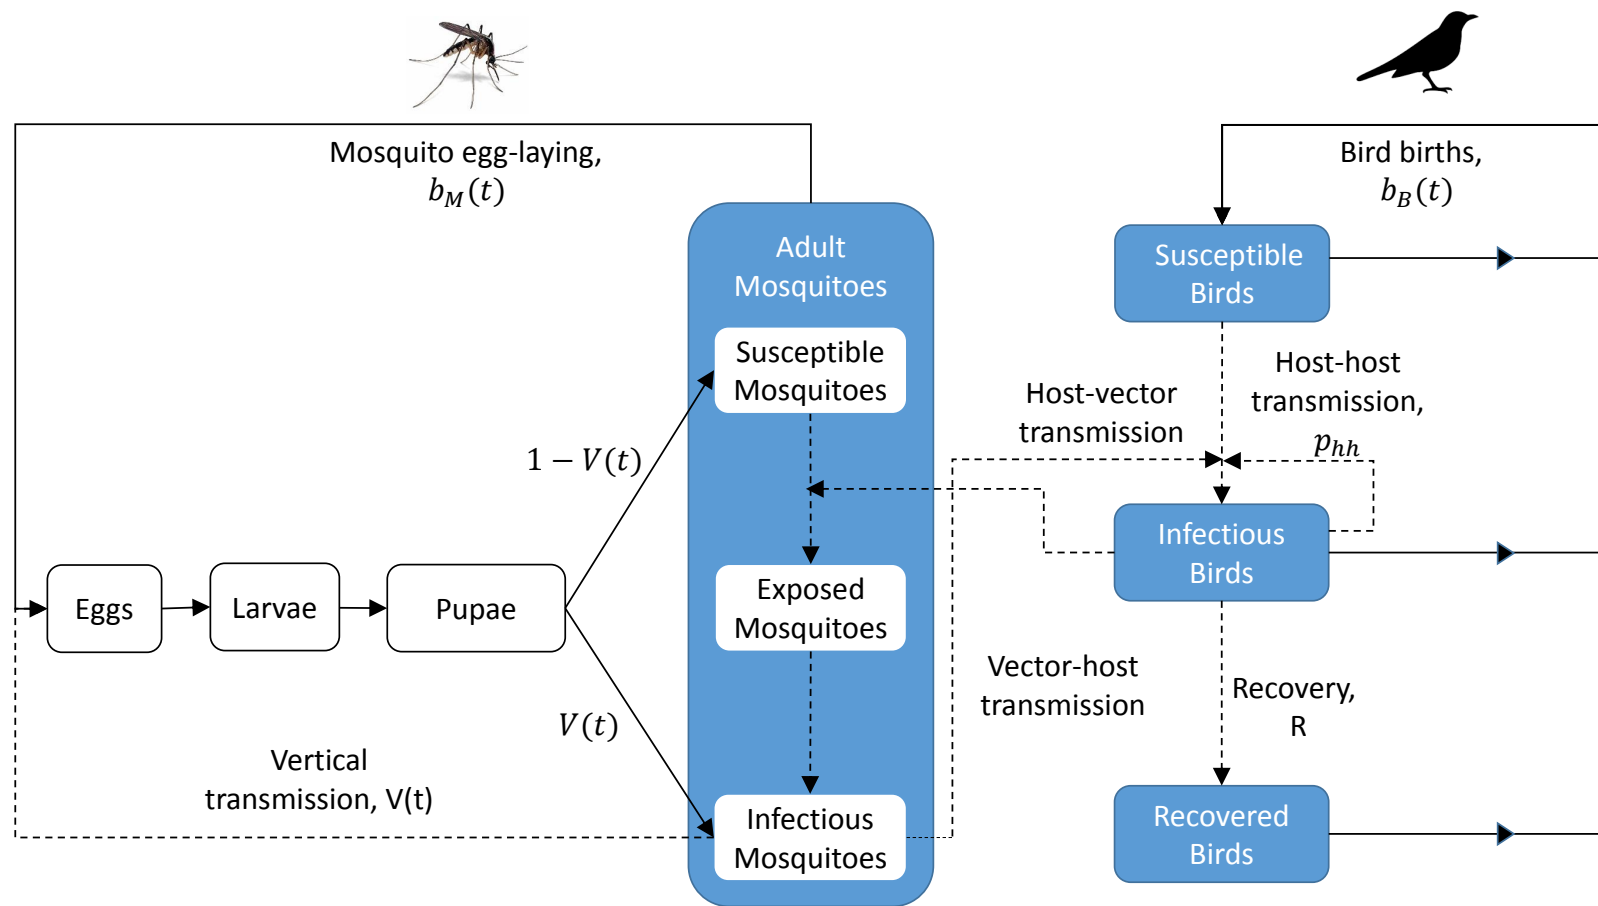 Mosquito egg-laying,
b_M(t)
Bird births,
b_B(t)
Adult
Mosquitoes
Susceptible
Birds
Susceptible
Mosquitoes
Host-host
transmission,
p_hh
Host-vector
transmission
1 − V(t)
Infectious
Birds
Eggs
Larvae
Pupae
Exposed
Mosquitoes
Vector-host
transmission
Recovery,
R
V(t)
Vertical
transmission, V(t)
Infectious
Mosquitoes
Recovered
Birds